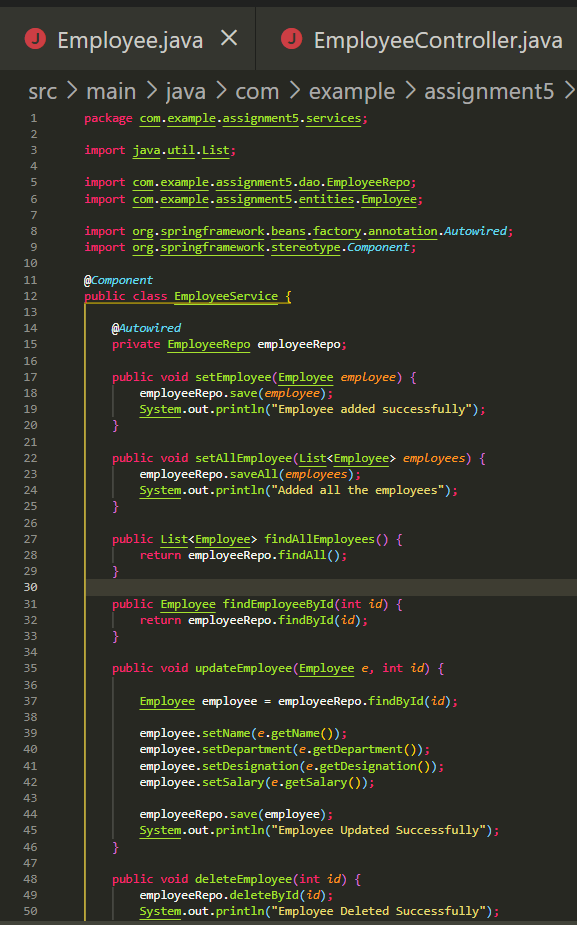 J Employee.java × J EmployeeController.java
src > main > java > com > example > assignment5 >
1 package com.example.assignment5.services;
2
3 import java.util.List;
4
5 import com.example.assignment5.dao.EmployeeRepo;
6 import com.example.assignment5.entities.Employee;
7
8 import org.springframework.beans.factory.annotation.Autowired;
9 import org.springframework.stereotype.Component;
10
11 @Component
12 public class EmployeeService {
13
14 @Autowired
15 private EmployeeRepo employeeRepo;
16
17 public void setEmployee(Employee employee) {
18 employeeRepo.save(employee);
19 System.out.println("Employee added successfully");
20 }
21
22 public void setAllEmployee(List<Employee> employees) {
23 employeeRepo.saveAll(employees);
24 System.out.println("Added all the employees");
25 }
26
27 public List<Employee> findAllEmployees() {
28 return employeeRepo.findAll();
29 }
30
31 public Employee findEmployeeById(int id) {
32 return employeeRepo.findById(id);
33 }
34
35 public void updateEmployee(Employee e, int id) {
36
37 Employee employee = employeeRepo.findById(id);
38
39 employee.setName(e.getName());
40 employee.setDepartment(e.getDepartment());
41 employee.setDesignation(e.getDesignation());
42 employee.setSalary(e.getSalary());
43
44 employeeRepo.save(employee);
45 System.out.println("Employee Updated Successfully");
46 }
47
48 public void deleteEmployee(int id) {
49 employeeRepo.deleteById(id);
50 System.out.println("Employee Deleted Successfully");